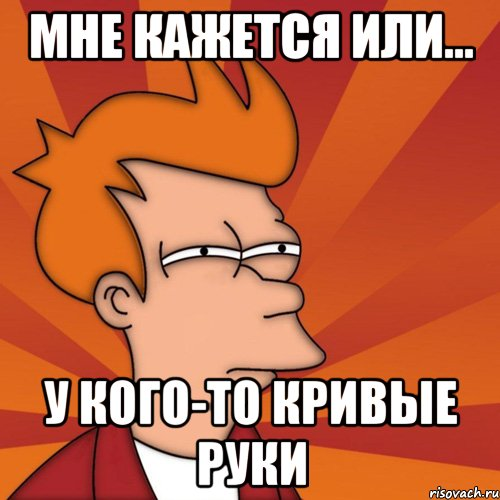 МНЕ КАЖЕТСЯ ИЛИ...
У КОГО-ТО КРИВЫЕ
РУКИ
risovach.ru